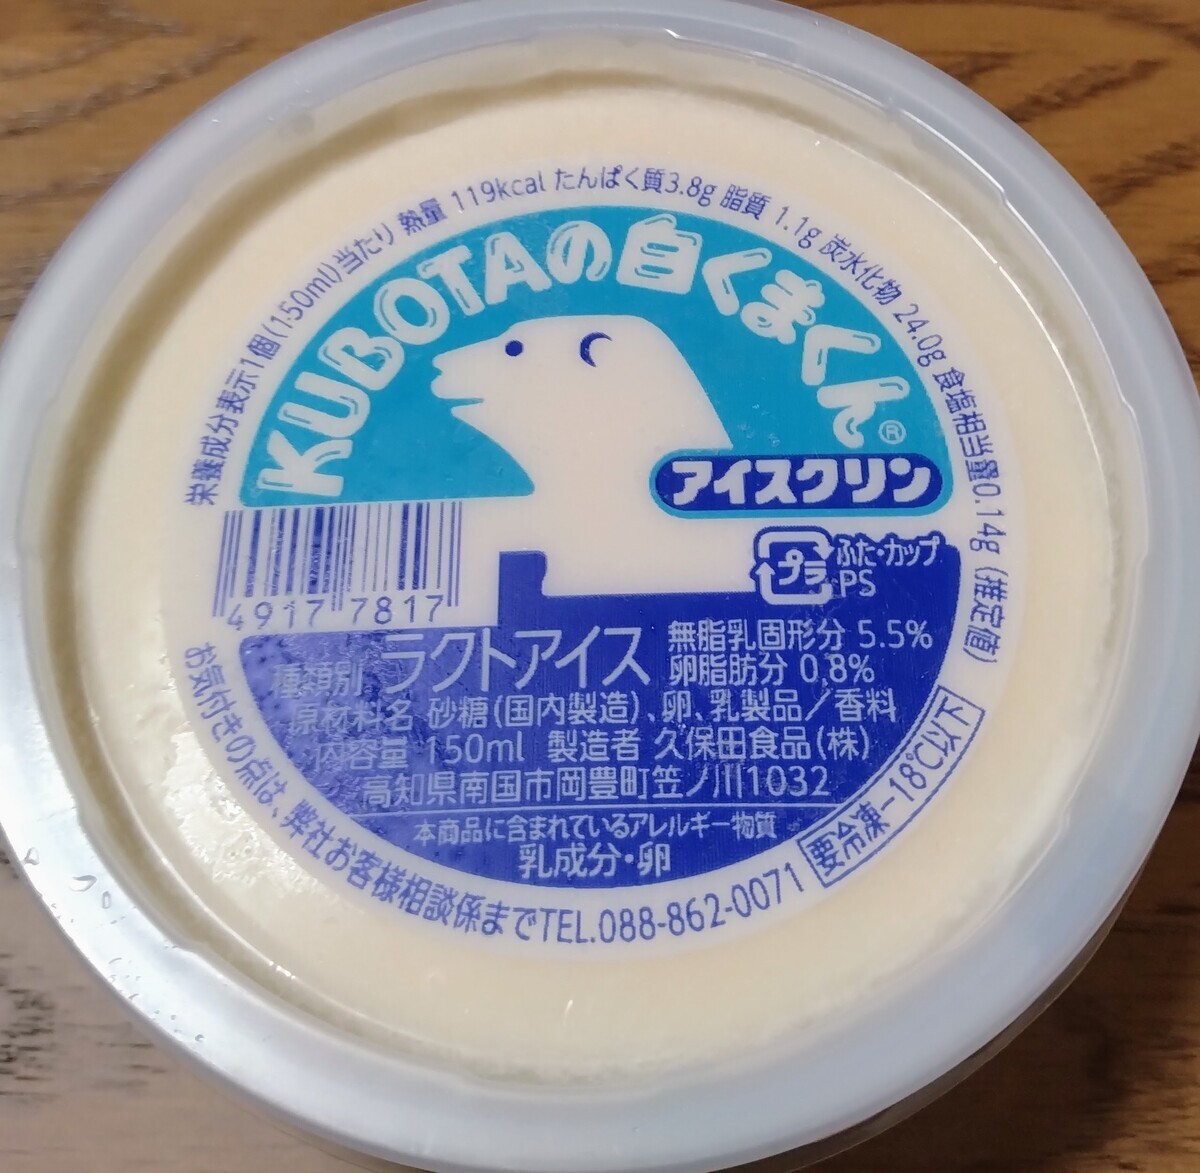 栄養成分表示1個(150ml)当たり 熱量 119kcal たんぱく質3.8g 脂質 1.1g 炭水化物 24.0g 食塩相当量0.14g (推定値)
KUBOTAの白くまくん®
アイスクリン
4917 7817
プラ
ふた・カップ
PS
種類別 ラクトアイス
無脂乳固形分 5.5%
卵脂肪分 0.8%
原材料名 砂糖(国内製造)、卵、乳製品/香料
内容量 150ml 製造者 久保田食品(株)
高知県南国市岡豊町笠ノ川1032
本商品に含まれているアレルギー物質
乳成分・卵
お気付きの点は、弊社お客様相談係までTEL.088-862-0071
要冷凍-18℃以下